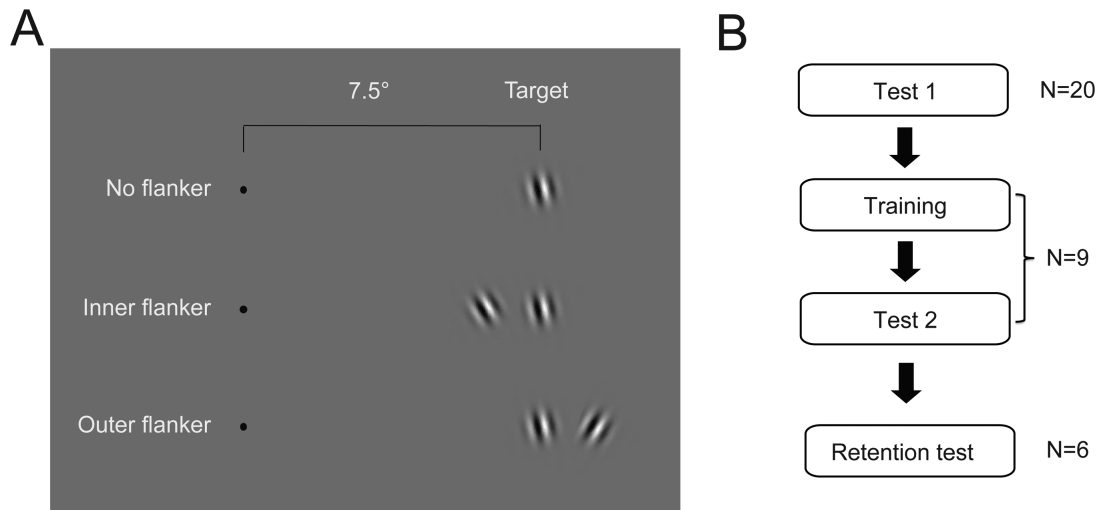 A
7.5°
Target
No flanker
Inner flanker
Outer flanker
B
Test 1
N=20
Training
N=9
Test 2
Retention test
N=6